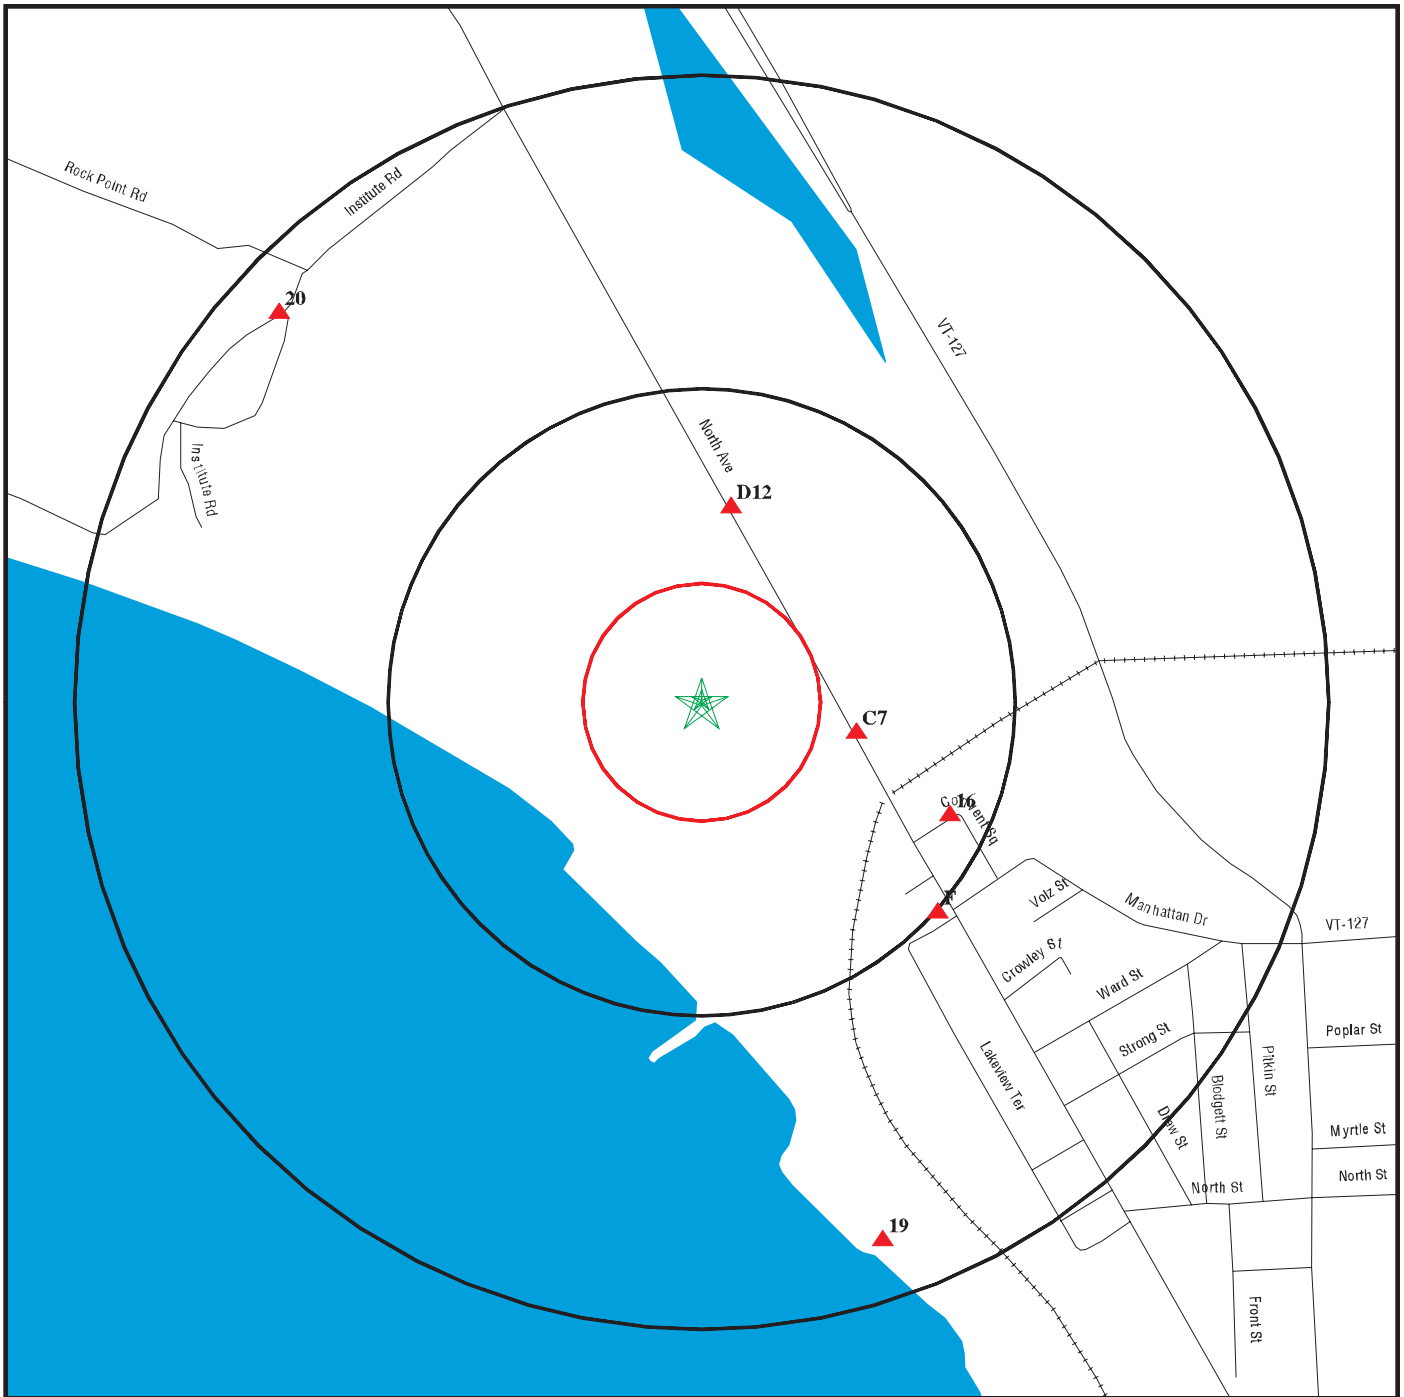 Rock Point Rd
Institute Rd
20
VT-127
North Ave
Institute Rd
D12
C7
16
Convent Sq
F
Volz St
Manhattan Dr
VT-127
Crowley St
Ward St
Strong St
Poplar St
Lakeview Ter
Pitkin St
Blodgett St
Drew St
Myrtle St
North St
North St
19
Front St